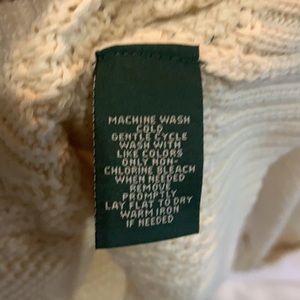 MACHINE WASH
COLD
GENTLE CYCLE
WASH WITH
LIKE COLORS
ONLY NON-
CHLORINE BLEACH
WHEN NEEDED
REMOVE
PROMPTLY
LAY FLAT TO DRY
WARM IRON
IF NEEDED